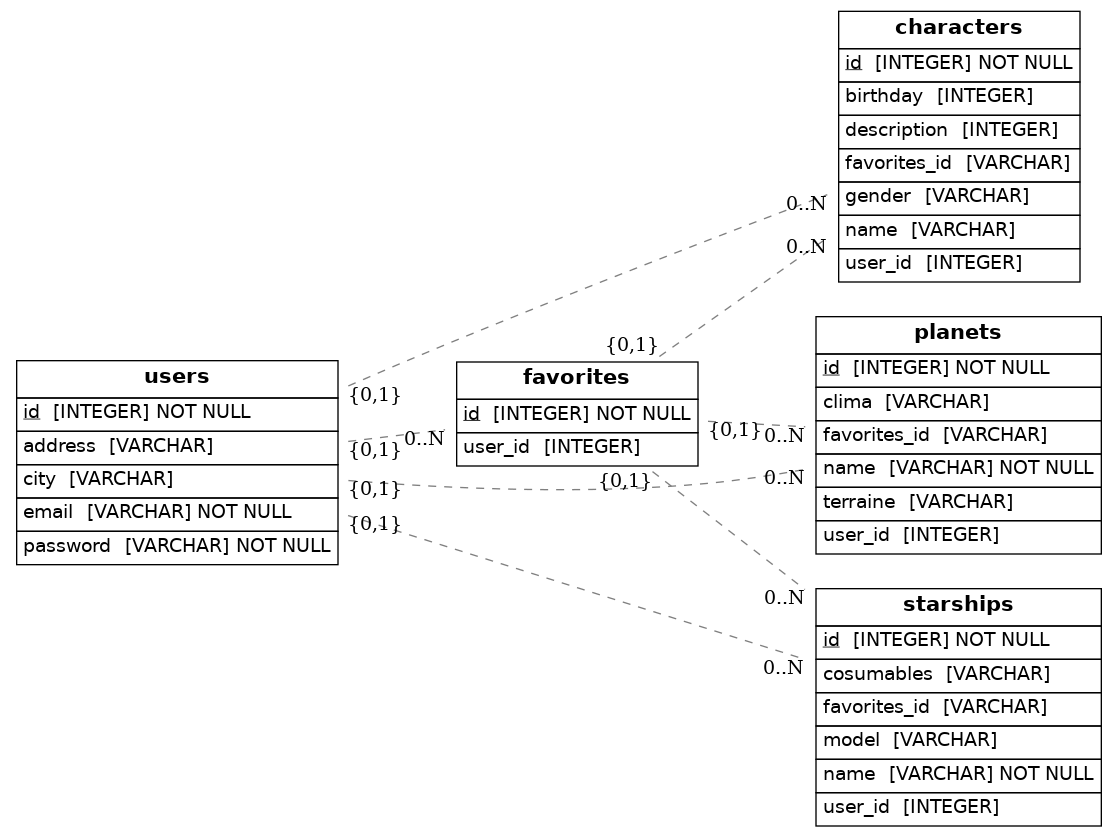 characters
id [INTEGER] NOT NULL
birthday [INTEGER]
description [INTEGER]
favorites_id [VARCHAR]
gender [VARCHAR]
name [VARCHAR]
user_id [INTEGER]
0..N
0..N
{0,1}
{0,1}
users
id [INTEGER] NOT NULL
address [VARCHAR]
city [VARCHAR]
email [VARCHAR] NOT NULL
password [VARCHAR] NOT NULL
{0,1}
0..N
{0,1}
{0,1}
favorites
id [INTEGER] NOT NULL
user_id [INTEGER]
{0,1}
0..N
{0,1}
0..N
planets
id [INTEGER] NOT NULL
clima [VARCHAR]
favorites_id [VARCHAR]
name [VARCHAR] NOT NULL
terraine [VARCHAR]
user_id [INTEGER]
0..N
0..N
starships
id [INTEGER] NOT NULL
cosumables [VARCHAR]
favorites_id [VARCHAR]
model [VARCHAR]
name [VARCHAR] NOT NULL
user_id [INTEGER]